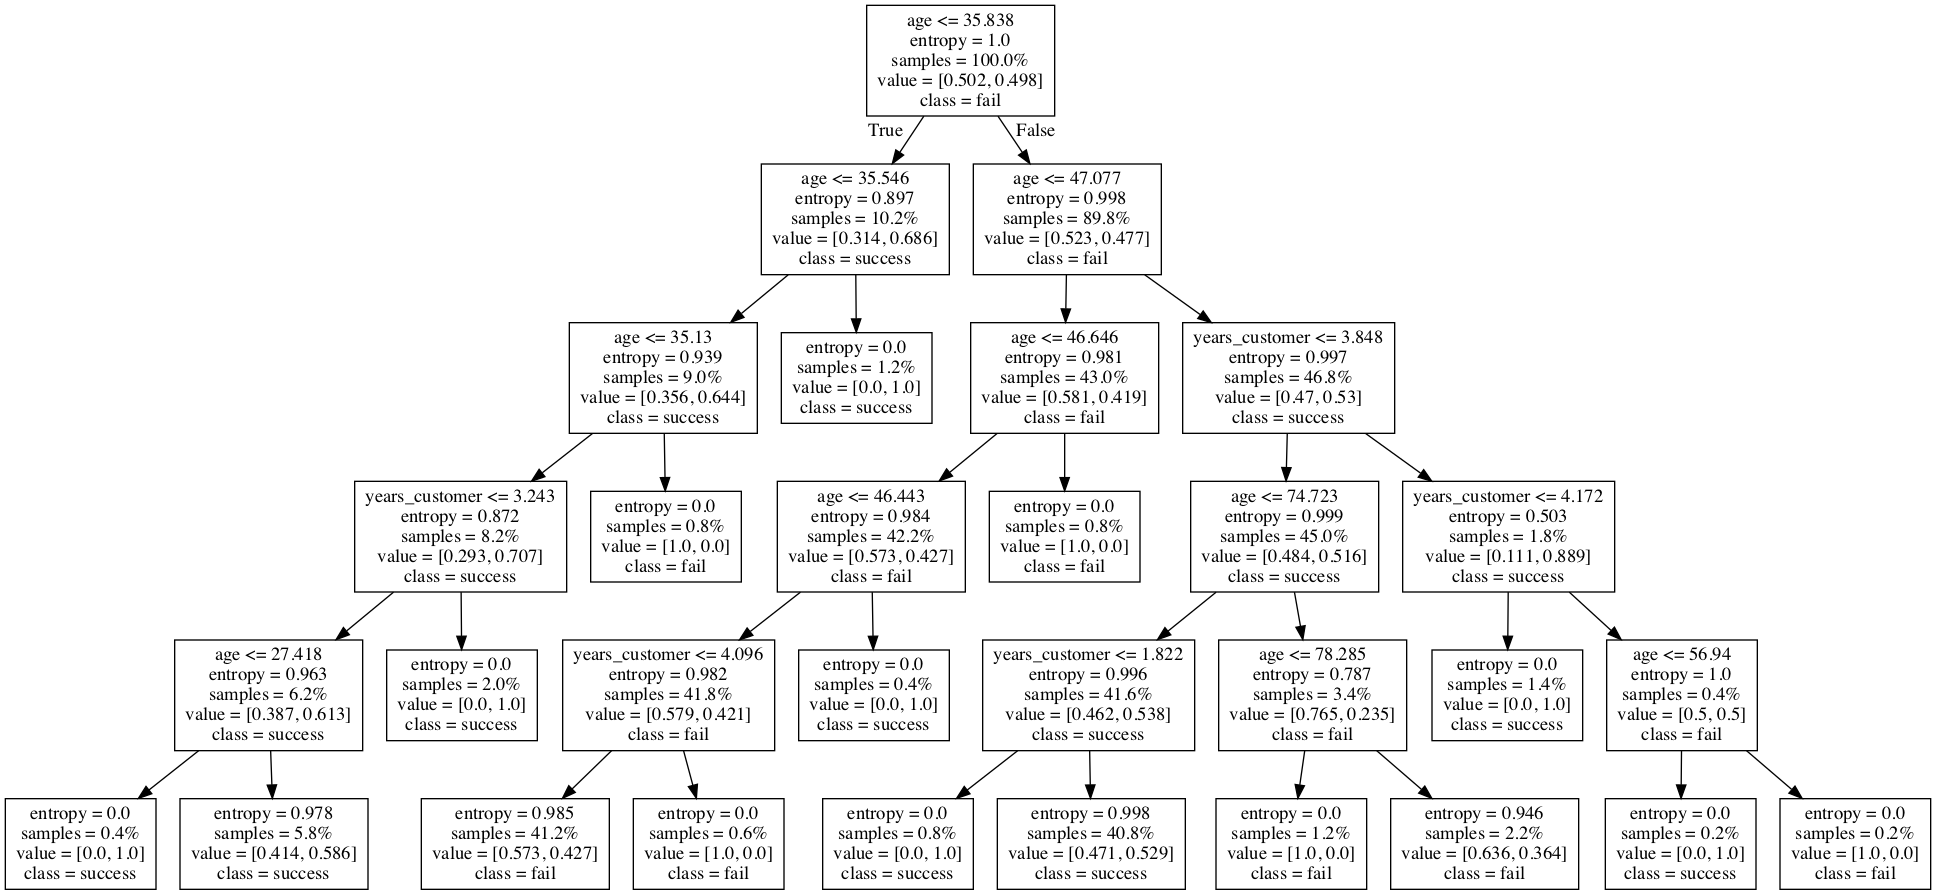 age <= 35.838
entropy = 1.0
samples = 100.0%
value = [0.502, 0.498]
class = fail
True
False
age <= 35.546
entropy = 0.897
samples = 10.2%
value = [0.314, 0.686]
class = success
age <= 47.077
entropy = 0.998
samples = 89.8%
value = [0.523, 0.477]
class = fail
age <= 35.13
entropy = 0.939
samples = 9.0%
value = [0.356, 0.644]
class = success
entropy = 0.0
samples = 1.2%
value = [0.0, 1.0]
class = success
age <= 46.646
entropy = 0.981
samples = 43.0%
value = [0.581, 0.419]
class = fail
years_customer <= 3.848
entropy = 0.997
samples = 46.8%
value = [0.47, 0.53]
class = success
years_customer <= 3.243
entropy = 0.872
samples = 8.2%
value = [0.293, 0.707]
class = success
entropy = 0.0
samples = 0.8%
value = [1.0, 0.0]
class = fail
age <= 46.443
entropy = 0.984
samples = 42.2%
value = [0.573, 0.427]
class = fail
entropy = 0.0
samples = 0.8%
value = [1.0, 0.0]
class = fail
age <= 74.723
entropy = 0.999
samples = 45.0%
value = [0.484, 0.516]
class = success
years_customer <= 4.172
entropy = 0.503
samples = 1.8%
value = [0.111, 0.889]
class = success
age <= 27.418
entropy = 0.963
samples = 6.2%
value = [0.387, 0.613]
class = success
entropy = 0.0
samples = 2.0%
value = [0.0, 1.0]
class = success
years_customer <= 4.096
entropy = 0.982
samples = 41.8%
value = [0.579, 0.421]
class = fail
entropy = 0.0
samples = 0.4%
value = [0.0, 1.0]
class = success
years_customer <= 1.822
entropy = 0.996
samples = 41.6%
value = [0.462, 0.538]
class = success
age <= 78.285
entropy = 0.787
samples = 3.4%
value = [0.765, 0.235]
class = fail
entropy = 0.0
samples = 1.4%
value = [0.0, 1.0]
class = success
age <= 56.94
entropy = 1.0
samples = 0.4%
value = [0.5, 0.5]
class = fail
entropy = 0.0
samples = 0.4%
value = [0.0, 1.0]
class = success
entropy = 0.978
samples = 5.8%
value = [0.414, 0.586]
class = success
entropy = 0.985
samples = 41.2%
value = [0.573, 0.427]
class = fail
entropy = 0.0
samples = 0.6%
value = [1.0, 0.0]
class = fail
entropy = 0.0
samples = 0.8%
value = [0.0, 1.0]
class = success
entropy = 0.998
samples = 40.8%
value = [0.471, 0.529]
class = success
entropy = 0.0
samples = 1.2%
value = [1.0, 0.0]
class = fail
entropy = 0.946
samples = 2.2%
value = [0.636, 0.364]
class = fail
entropy = 0.0
samples = 0.2%
value = [0.0, 1.0]
class = success
entropy = 0.0
samples = 0.2%
value = [1.0, 0.0]
class = fail